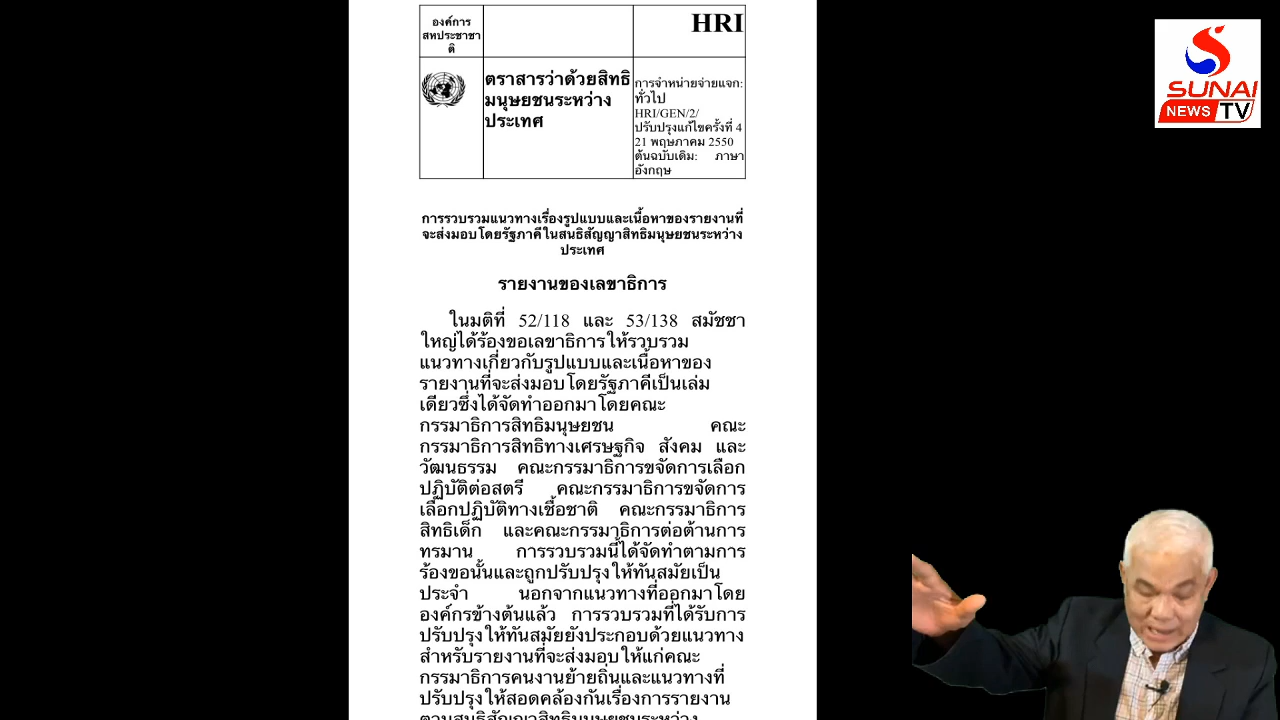 องค์การ
สหประชาชา
ติ
HRI
ตราสารว่าด้วยสิทธิ
มนุษยชนระหว่าง
ประเทศ
การจำหน่ายจ่ายแจก:
ทั่วไป
HRI/GEN/2/
ปรับปรุงแก้ไขครั้งที่ 4
21 พฤษภาคม 2550
ต้นฉบับเดิม: ภาษา
อังกฤษ
การรวบรวมแนวทางเรื่องรูปแบบและเนื้อหาของรายงานที่
จะส่งมอบโดยรัฐภาคีในสนธิสัญญาสิทธิมนุษยชนระหว่าง
ประเทศ
รายงานของเลขาธิการ
ในมติที่ 52/118 และ 53/138 สมัชชา
ใหญ่ได้ร้องขอเลขาธิการให้รวบรวม
แนวทางเกี่ยวกับรูปแบบและเนื้อหาของ
รายงานที่จะส่งมอบโดยรัฐภาคีเป็นเล่ม
เดียวซึ่งได้จัดทำออกมาโดยคณะ
กรรมาธิการสิทธิมนุษยชน คณะ
กรรมาธิการสิทธิทางเศรษฐกิจ สังคม และ
วัฒนธรรม คณะกรรมาธิการขจัดการเลือก
ปฏิบัติต่อสตรี คณะกรรมาธิการขจัดการ
เลือกปฏิบัติทางเชื้อชาติ คณะกรรมาธิการ
สิทธิเด็ก และคณะกรรมาธิการต่อต้านการ
ทรมาน การรวบรวมนี้ได้จัดทำตามการ
ร้องขอนั้นและถูกปรับปรุงให้ทันสมัยเป็น
ประจำ นอกจากแนวทางที่ออกมาโดย
องค์กรข้างต้นแล้ว การรวบรวมที่ได้รับการ
ปรับปรุงให้ทันสมัยยังประกอบด้วยแนวทาง
สำหรับรายงานที่จะส่งมอบให้แก่คณะ
กรรมาธิการคนงานย้ายถิ่นและแนวทางที่
ปรับปรุงให้สอดคล้องกันเรื่องการรายงาน
ตามสนธิสัญญาสิทธิมนุษยชนระหว่าง
SUNAI
NEWS TV